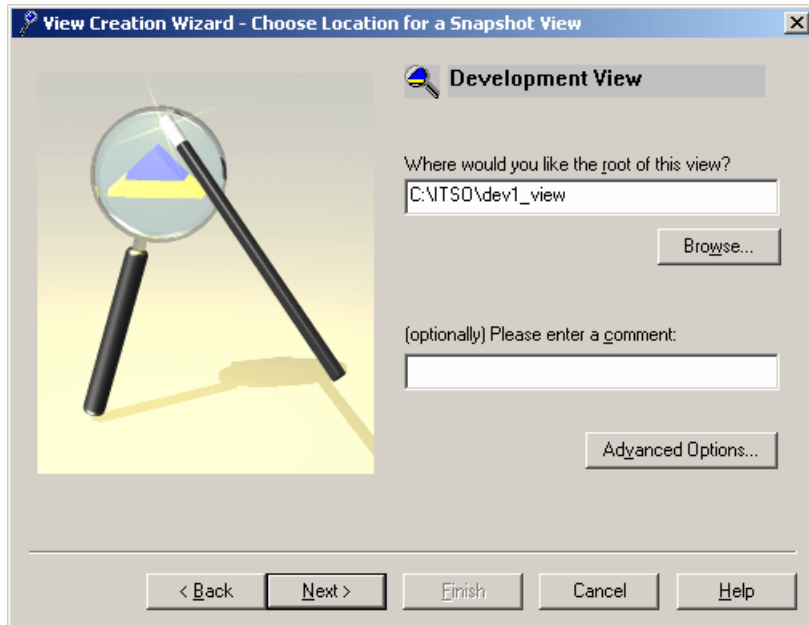 View Creation Wizard - Choose Location for a Snapshot View
Development View
Where would you like the root of this view?
C:\ITSO\dev1_view
Browse...
(optionally) Please enter a comment:
Advanced Options...
< Back Next > Finish Cancel Help